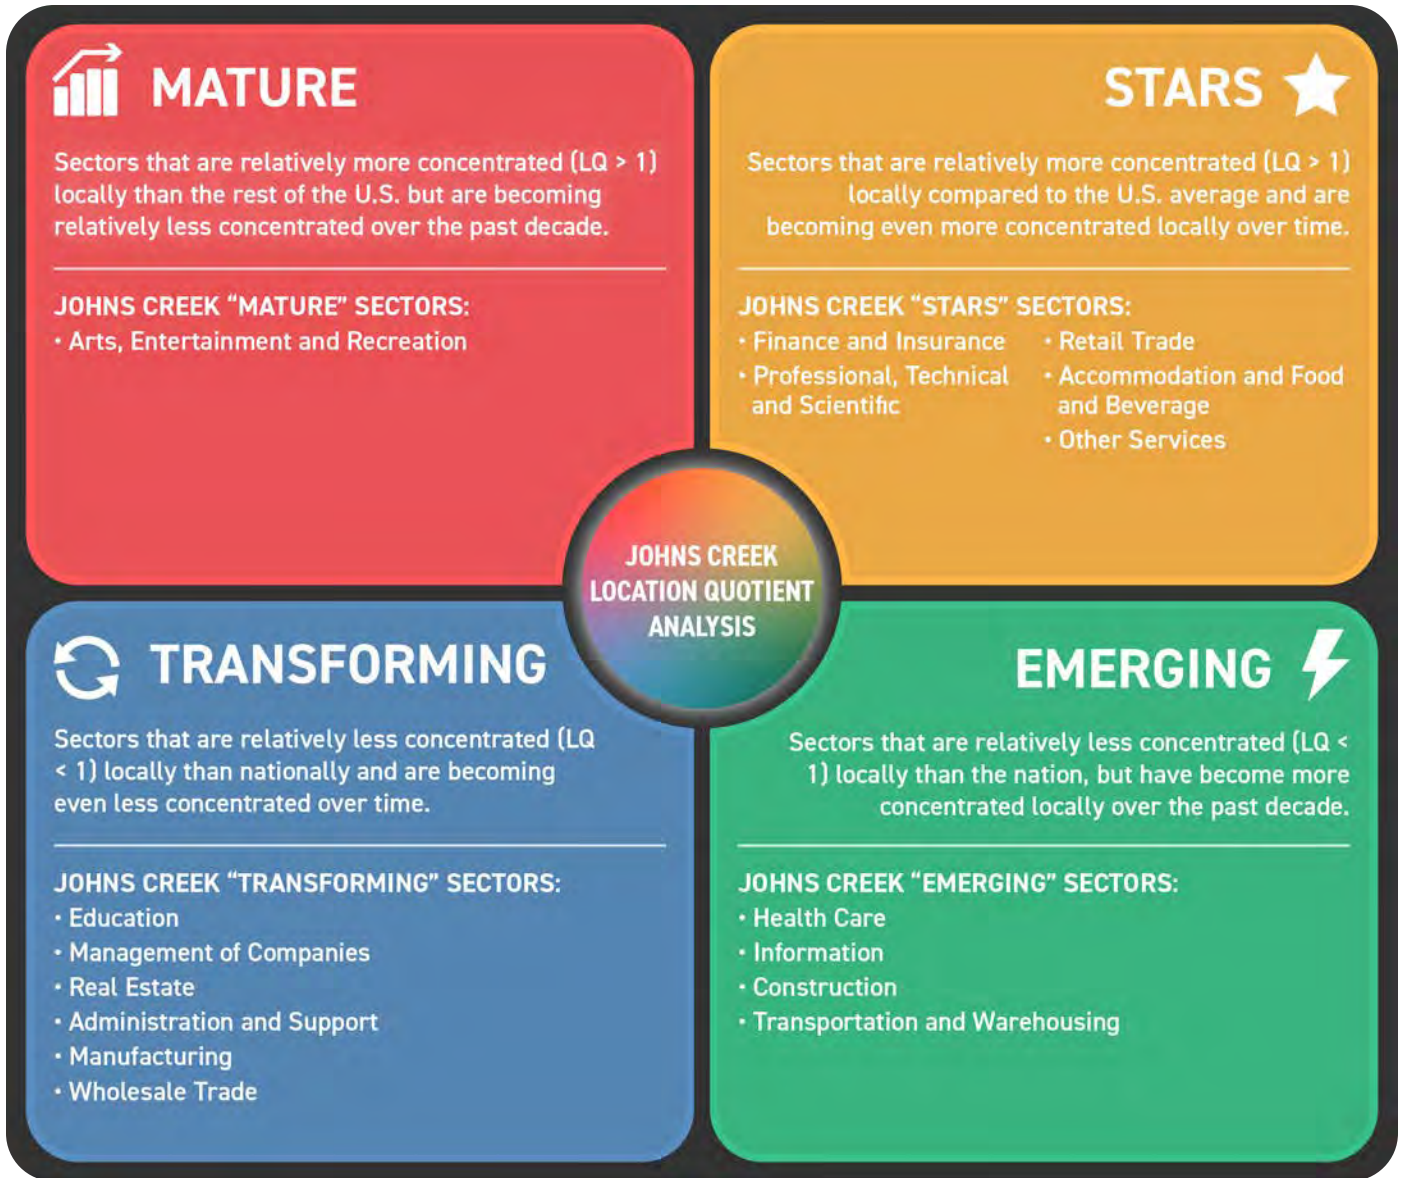 MATURE
Sectors that are relatively more concentrated (LQ > 1)
locally than the rest of the U.S. but are becoming
relatively less concentrated over the past decade.
JOHNS CREEK “MATURE” SECTORS:
• Arts, Entertainment and Recreation
STARS
Sectors that are relatively more concentrated (LQ > 1)
locally compared to the U.S. average and are
becoming even more concentrated locally over time.
JOHNS CREEK “STARS” SECTORS:
• Finance and Insurance
• Professional, Technical
and Scientific
• Retail Trade
• Accommodation and Food
and Beverage
• Other Services
JOHNS CREEK
LOCATION QUOTIENT
ANALYSIS
TRANSFORMING
Sectors that are relatively less concentrated (LQ
< 1) locally than nationally and are becoming
even less concentrated over time.
JOHNS CREEK “TRANSFORMING” SECTORS:
• Education
• Management of Companies
• Real Estate
• Administration and Support
• Manufacturing
• Wholesale Trade
EMERGING
Sectors that are relatively less concentrated (LQ <
1) locally than the nation, but have become more
concentrated locally over the past decade.
JOHNS CREEK “EMERGING” SECTORS:
• Health Care
• Information
• Construction
• Transportation and Warehousing